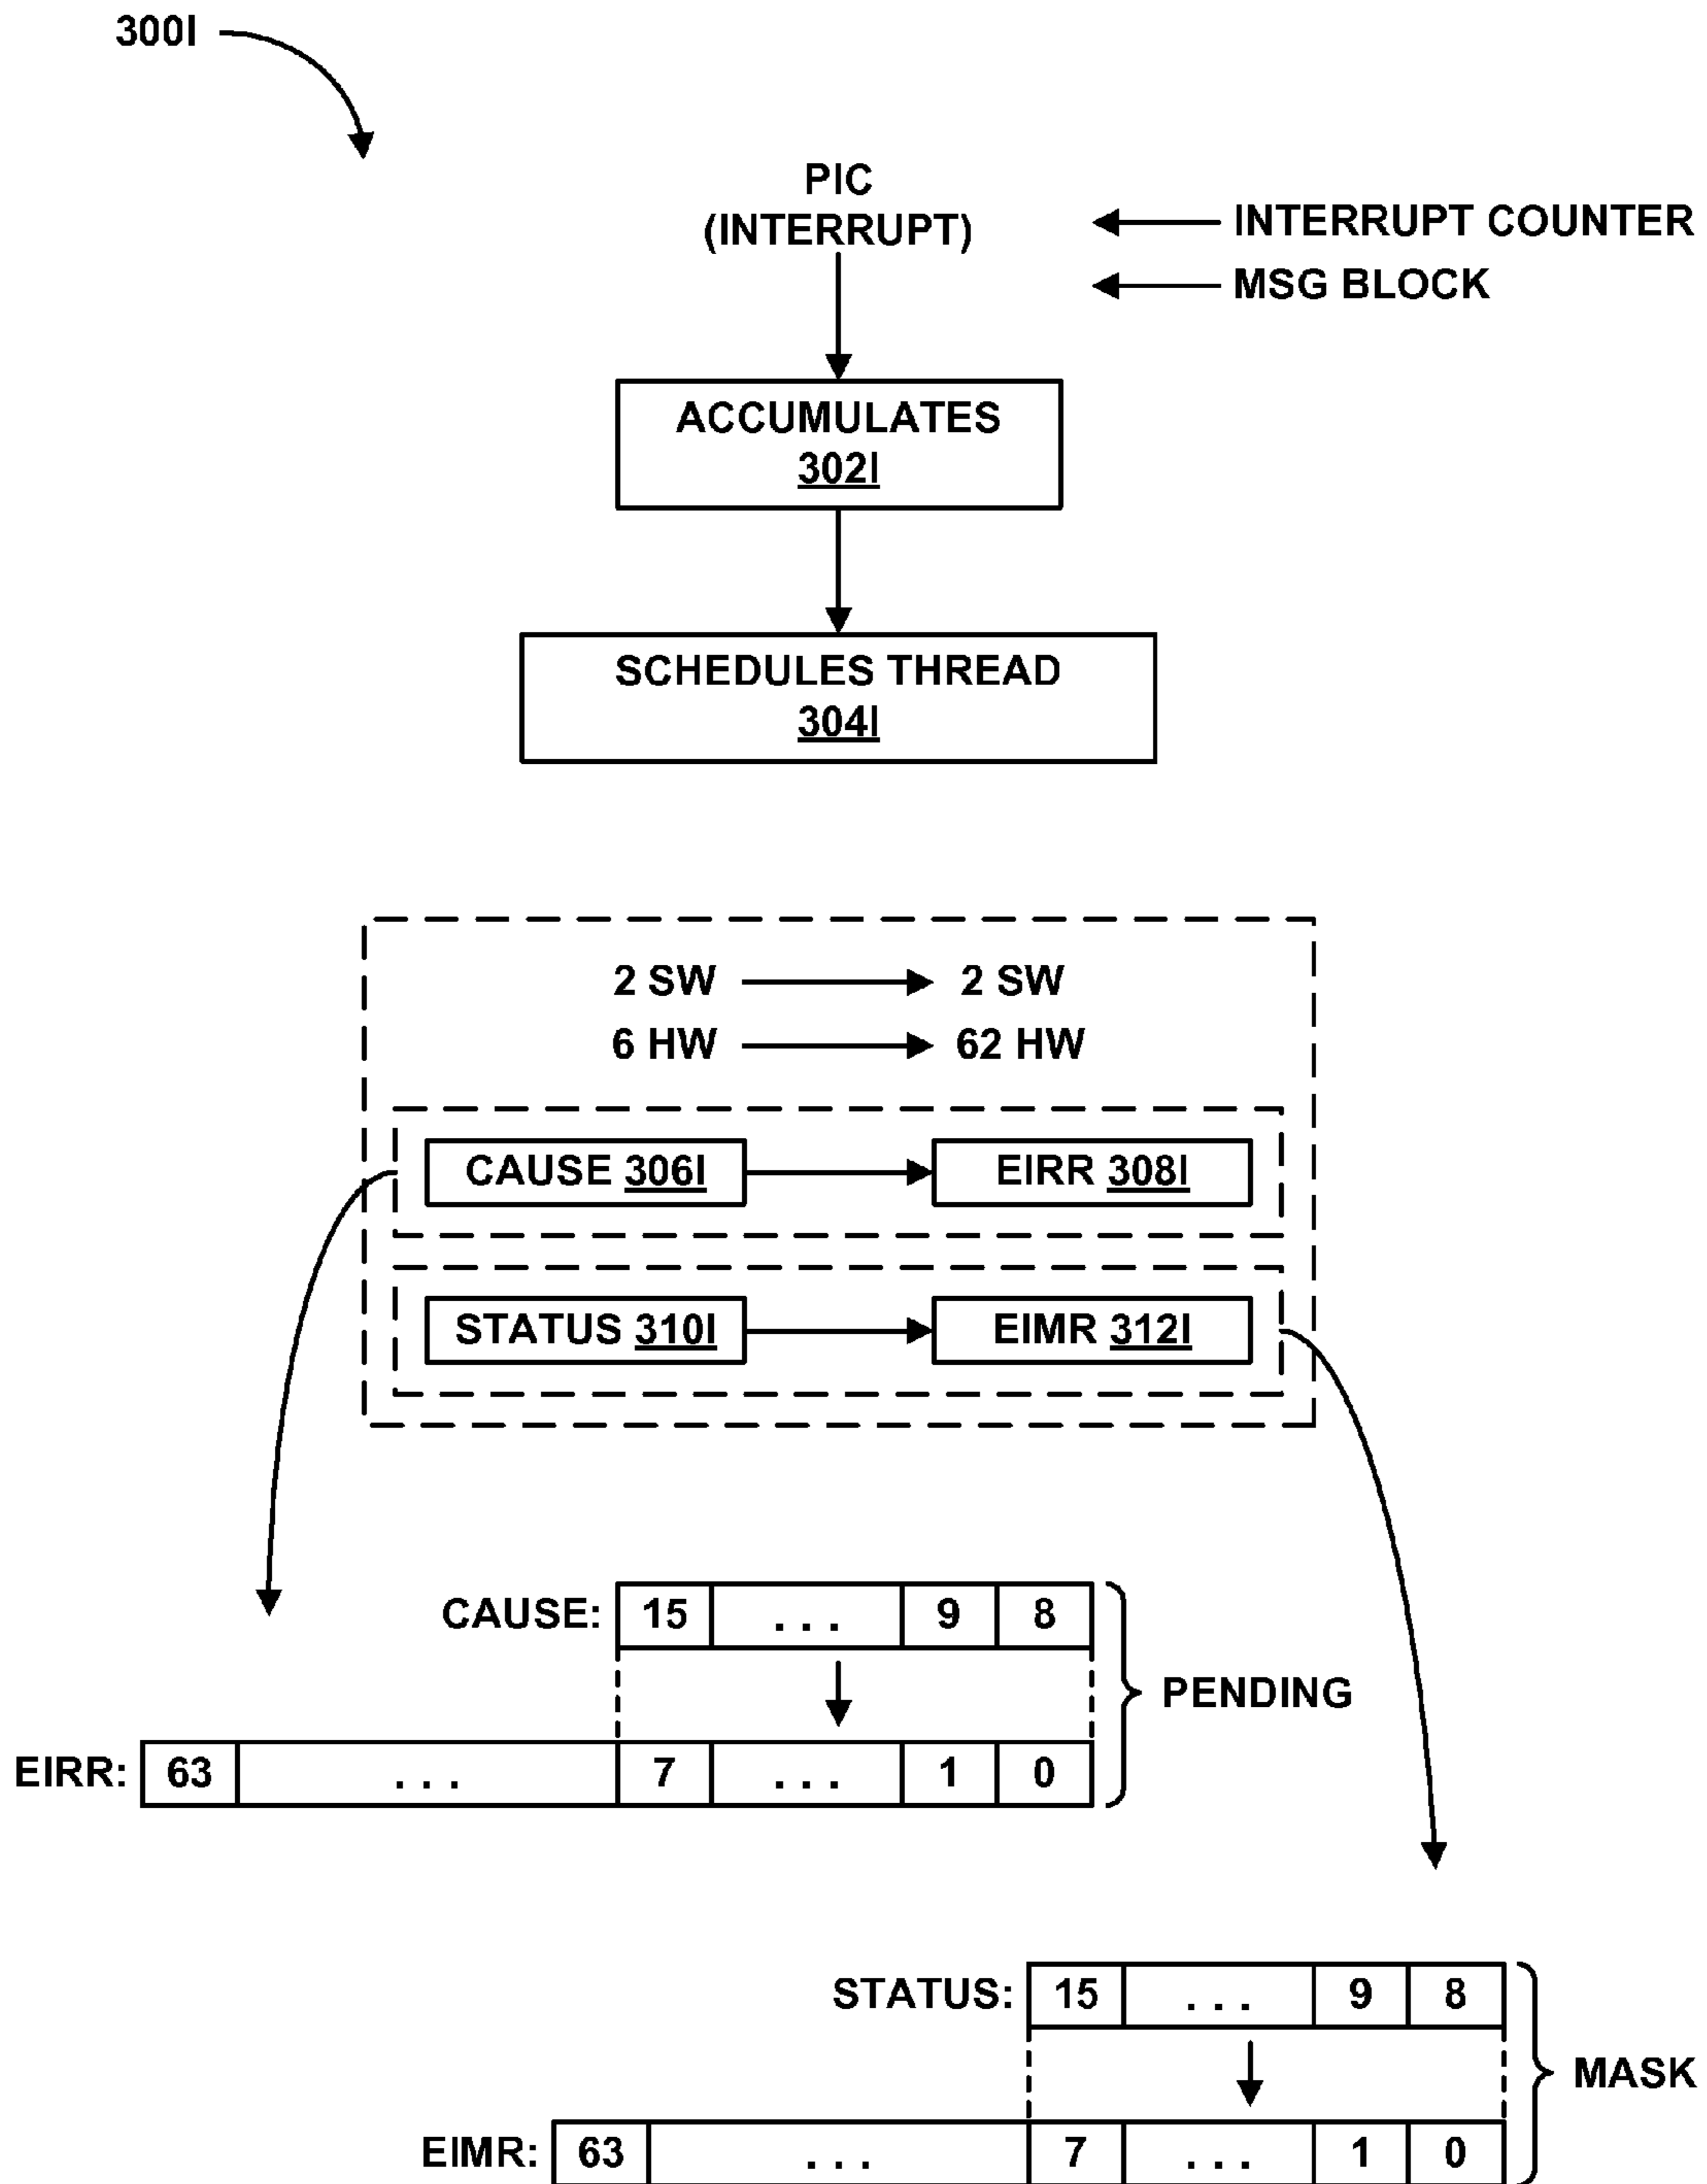 300I
PIC
(INTERRUPT)
INTERRUPT COUNTER
MSG BLOCK
ACCUMULATES
302I
SCHEDULES THREAD
304I
2 SW 2 SW
6 HW 62 HW
CAUSE 306I EIRR 308I
STATUS 310I EIMR 312I
CAUSE: 15 ... 9 8
PENDING
EIRR: 63 ... 7 ... 1 0
STATUS: 15 ... 9 8
MASK
EIMR: 63 ... 7 ... 1 0